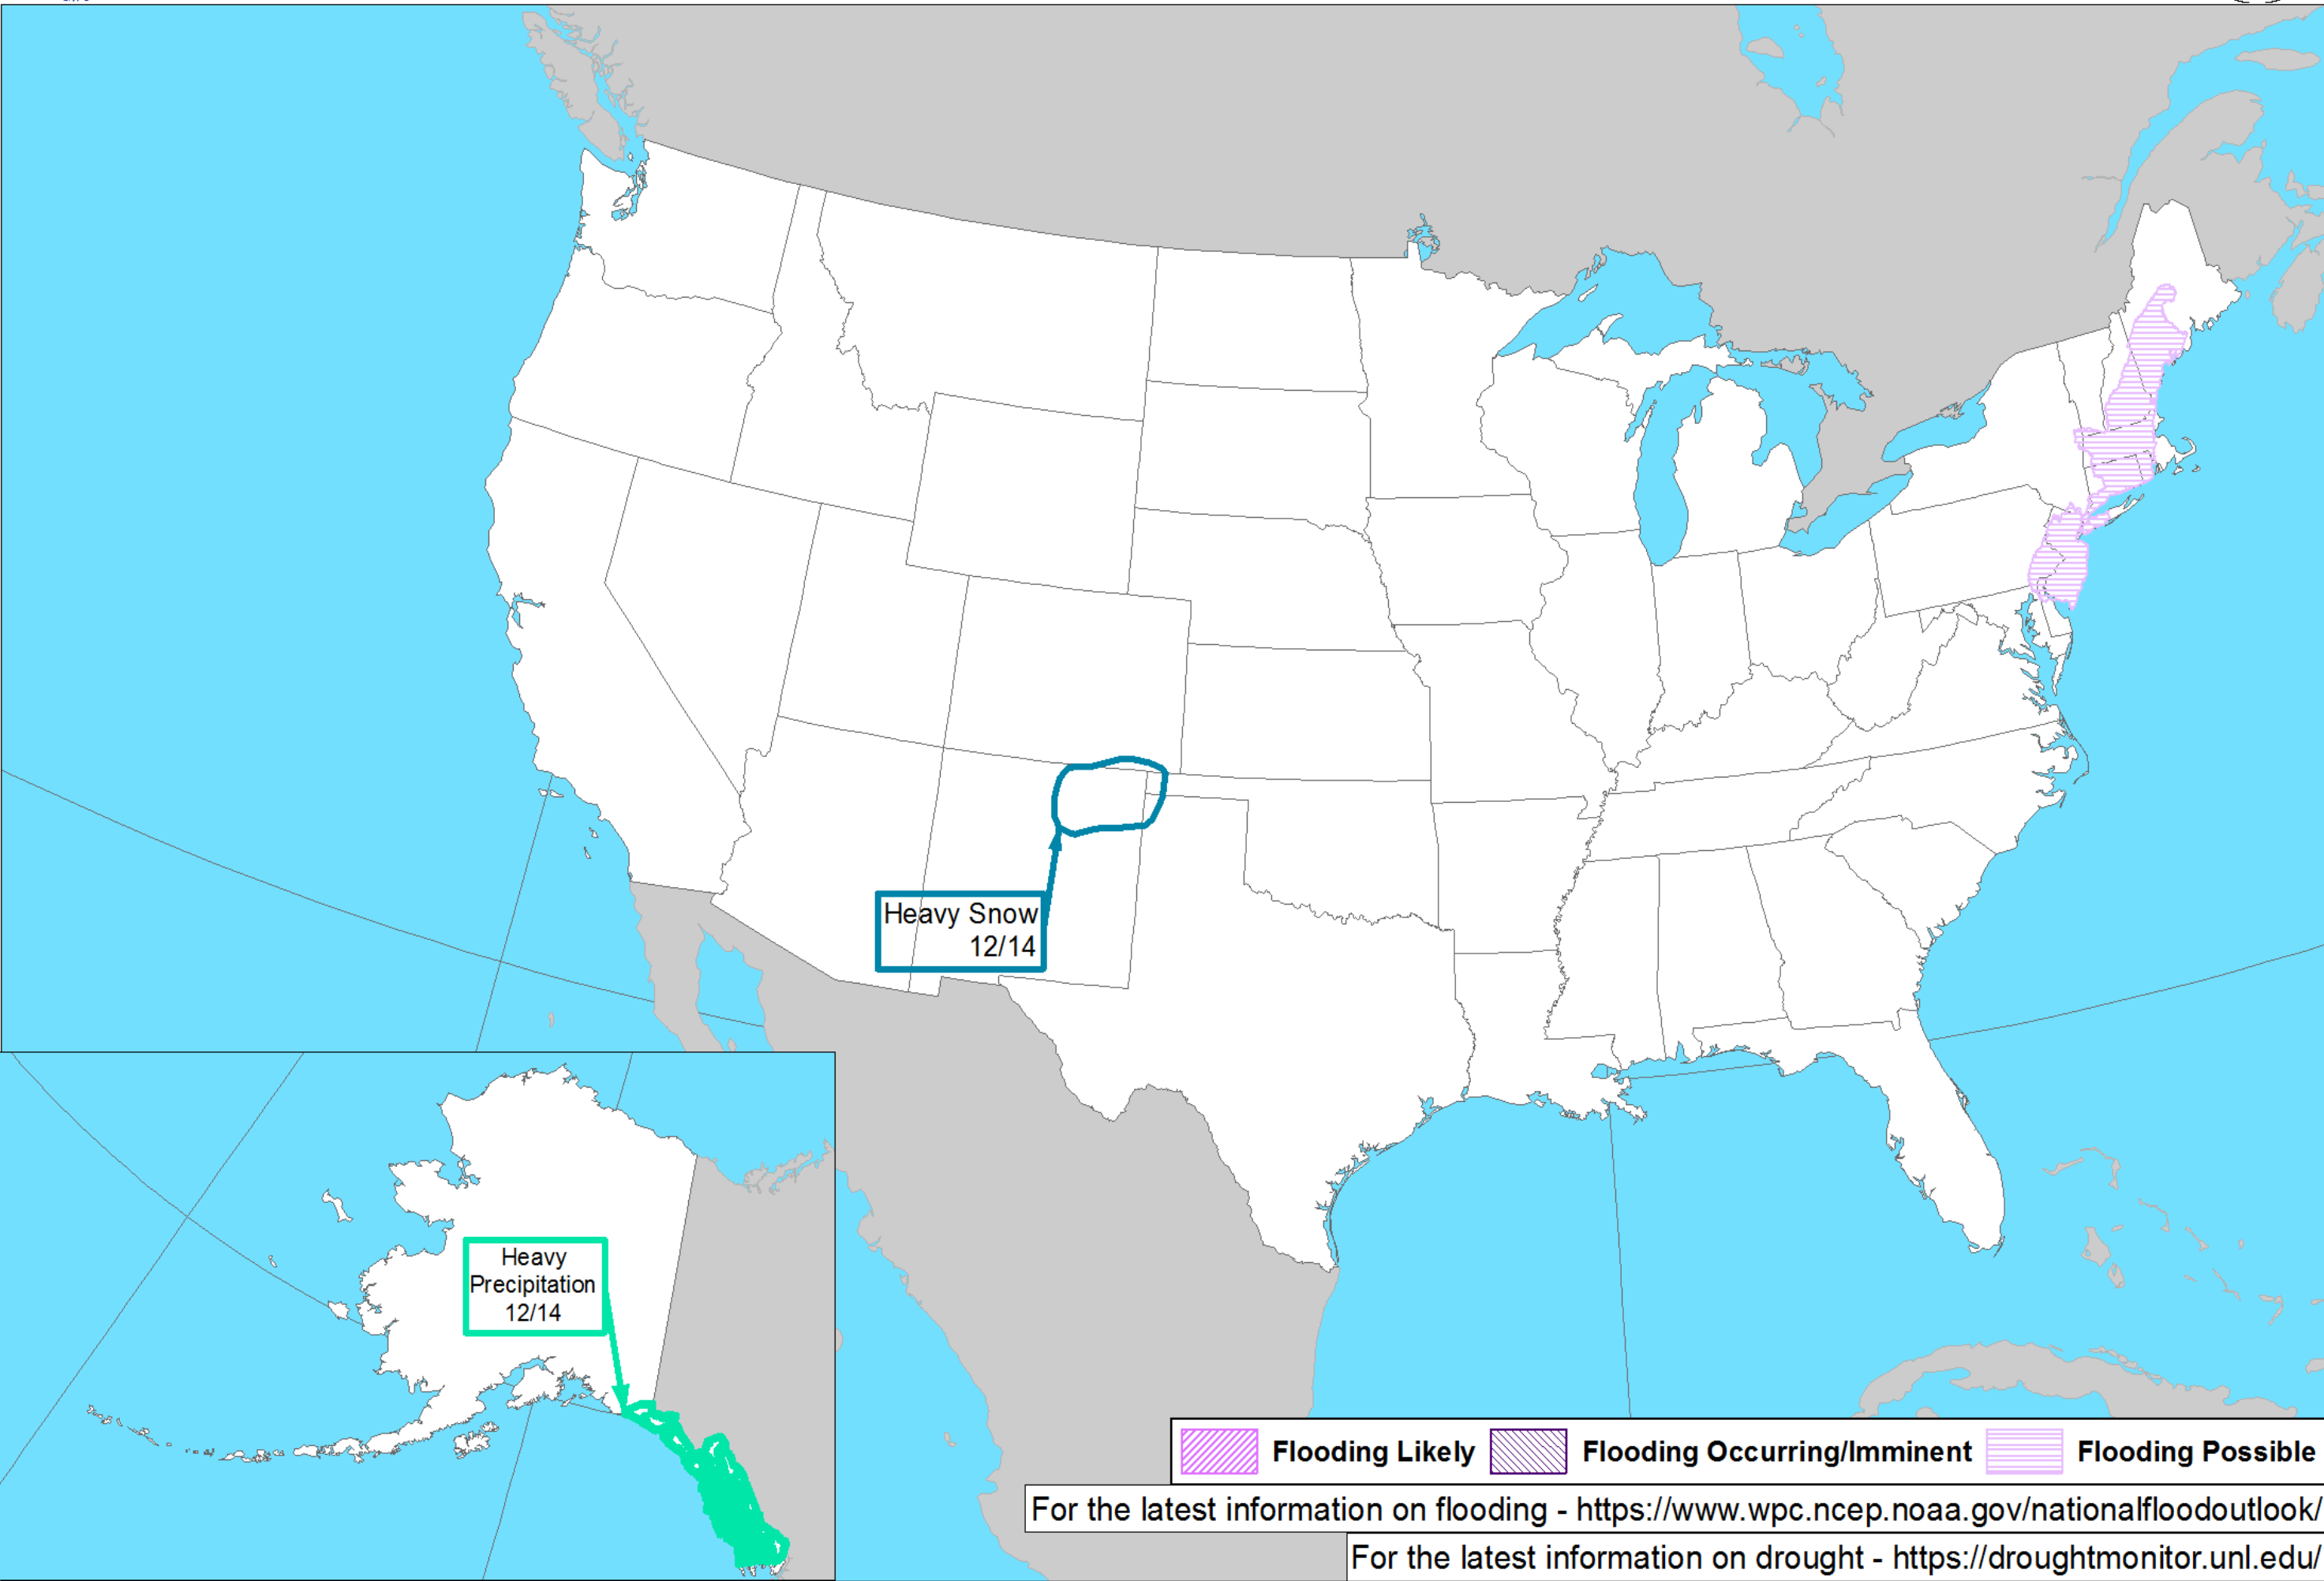 Heavy Snow
12/14
Heavy
Precipitation
12/14
Flooding Likely
Flooding Occurring/Imminent
Flooding Possible
For the latest information on flooding - https://www.wpc.ncep.noaa.gov/nationalfloodoutlook/
For the latest information on drought - https://droughtmonitor.unl.edu/